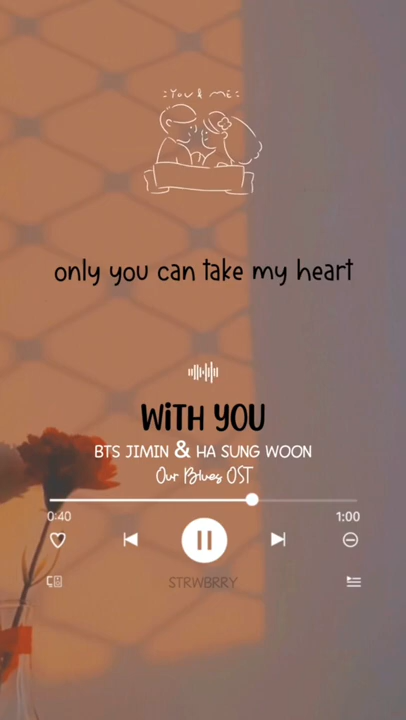 :YOU & ME:
only you can take my heart
WiTH YOU
BTS JIMIN & HA SUNG WOON
Our Blues OST
0:40
1:00
STRWBRRY